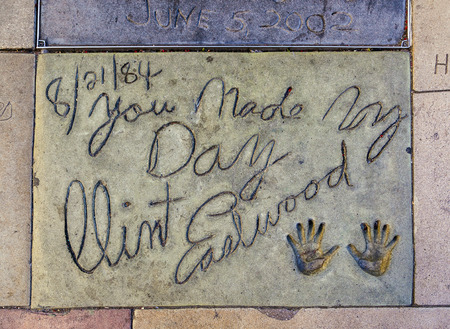 JUNE 5 2002
8/21/84
You Made My
Day
Clint Eastwood
H